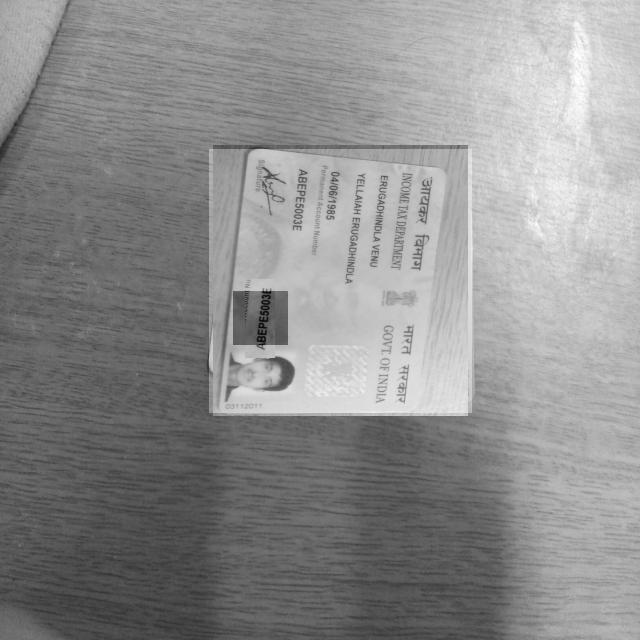 आयकर विभाग
भारत सरकार
INCOME TAX DEPARTMENT
GOVT. OF INDIA
ERUGADHINDLA VENU
YELLAIAH ERUGADHINDLA
04/06/1985
Permanent Account Number
ABEPE5003E
Signature
ABEPE5003E
03112011